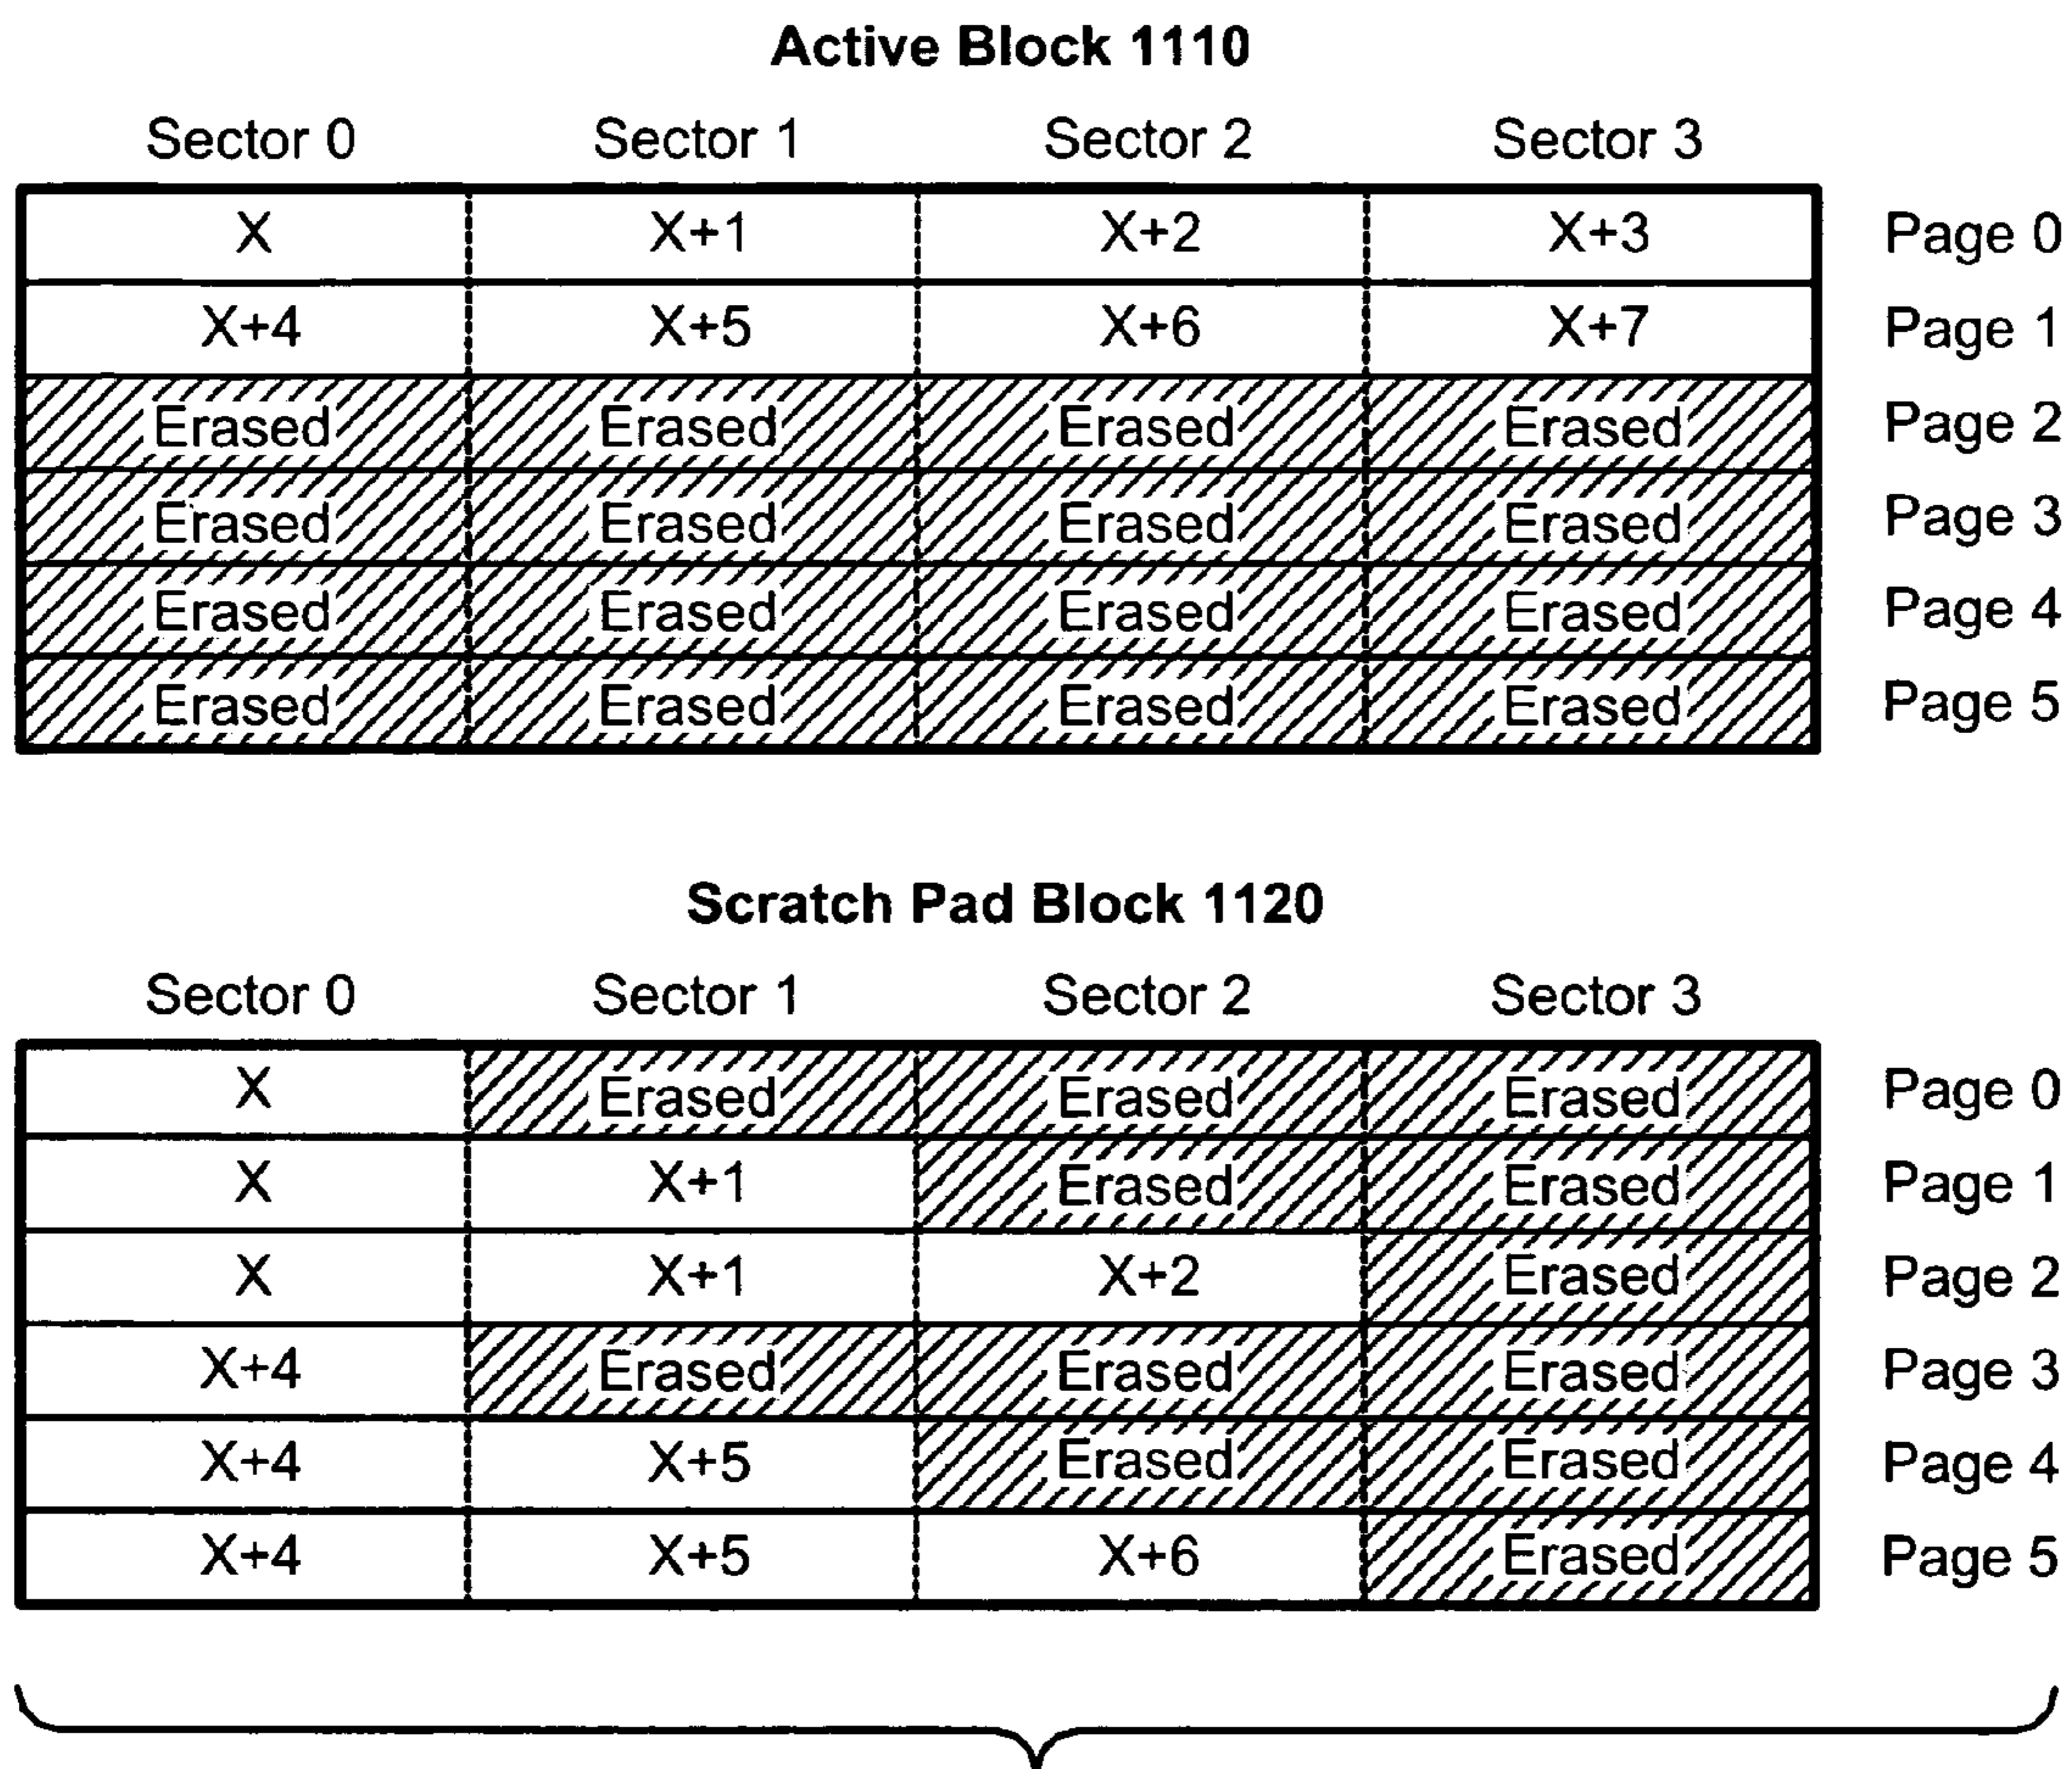 Active Block 1110
Sector 0 Sector 1 Sector 2 Sector 3
X X+1 X+2 X+3 Page 0
X+4 X+5 X+6 X+7 Page 1
Erased Erased Erased Erased Page 2
Erased Erased Erased Erased Page 3
Erased Erased Erased Erased Page 4
Erased Erased Erased Erased Page 5
Scratch Pad Block 1120
Sector 0 Sector 1 Sector 2 Sector 3
X Erased Erased Erased Page 0
X X+1 Erased Erased Page 1
X X+1 X+2 Erased Page 2
X+4 Erased Erased Erased Page 3
X+4 X+5 Erased Erased Page 4
X+4 X+5 X+6 Erased Page 5